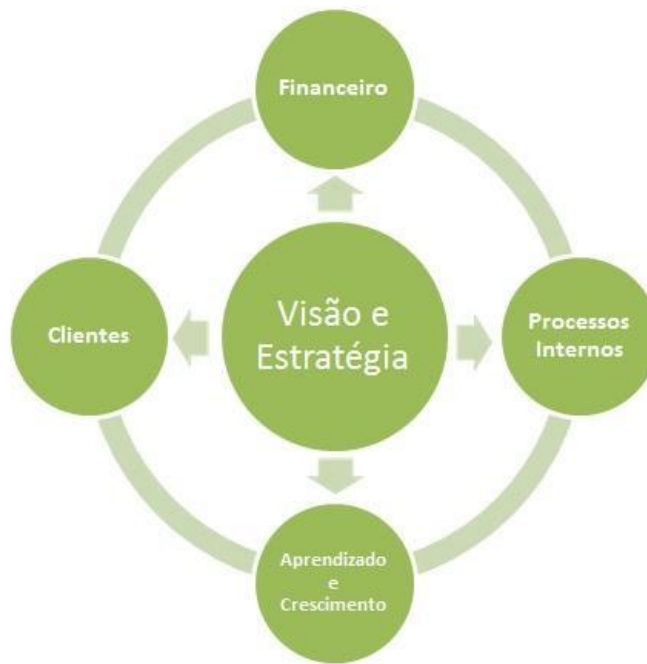 Financeiro
Clientes
Visão e
Estratégia
Processos
Internos
Aprendizado
e
Crescimento